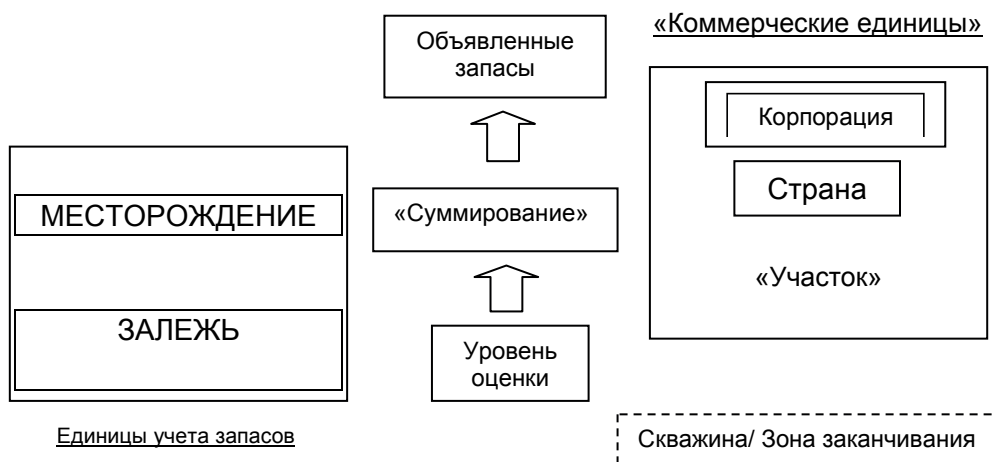 Объявленные
запасы
«Коммерческие единицы»
Корпорация
Страна
«Участок»
МЕСТОРОЖДЕНИЕ
«Суммирование»
ЗАЛЕЖЬ
Уровень
оценки
Единицы учета запасов
Скважина/ Зона заканчивания